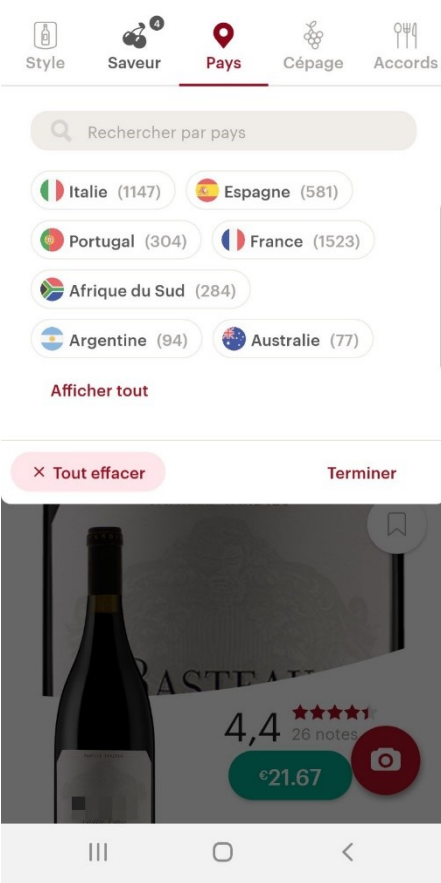 4
Style Saveur Pays Cépage Accords
Rechercher par pays
Italie (1147) Espagne (581)
Portugal (304) France (1523)
Afrique du Sud (284)
Argentine (94) Australie (77)
Afficher tout
× Tout effacer Terminer
4,4
26 notes
€21.67